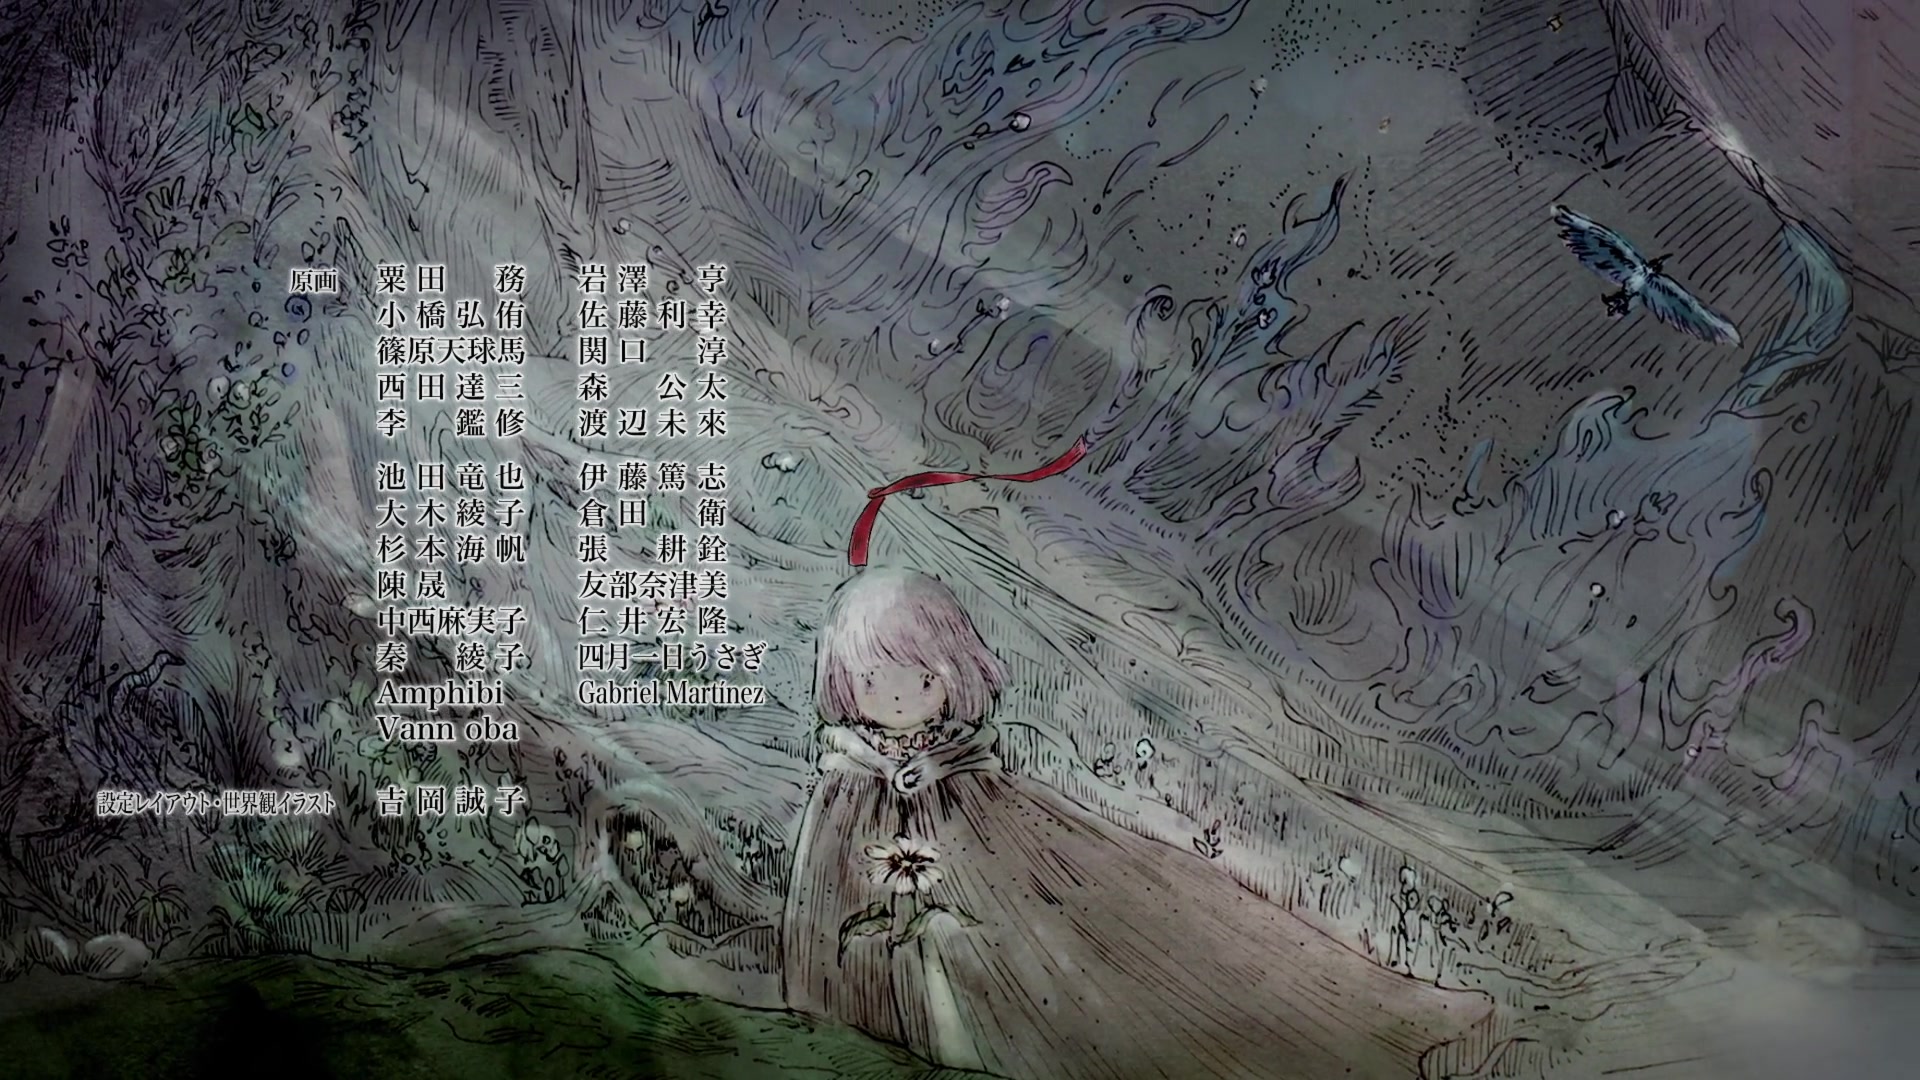 原画 粟田 務 岩澤 亨
小橋弘侑 佐藤利幸
篠原天球馬 関口 淳
西田達三 森 公太
李 鑑修 渡辺未來
池田竜也 伊藤篤志
大木綾子 倉田 衛
杉本海帆 張 耕銓
陳晟 友部奈津美
中西麻実子 仁井宏隆
秦 綾子 四月一日うさぎ
Amphibi Gabriel Martínez
Vann oba
設定レイアウト・世界観イラスト 吉岡誠子